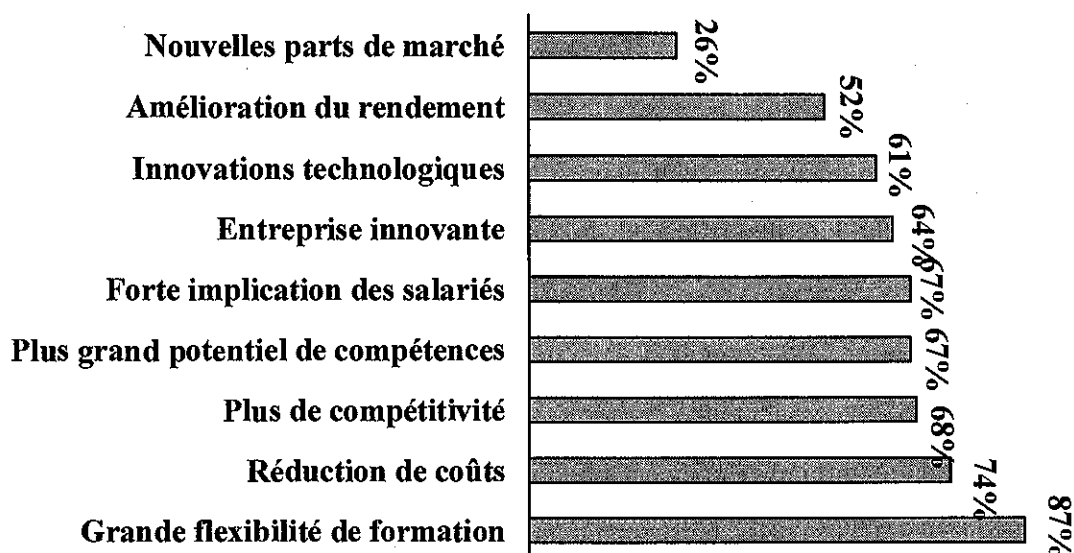 Nouvelles parts de marché 26%
Amélioration du rendement 52%
Innovations technologiques 61%
Entreprise innovante 64%
Forte implication des salariés 67%
Plus grand potentiel de compétences 67%
Plus de compétitivité 68%
Réduction de coûts 74%
Grande flexibilité de formation 87%